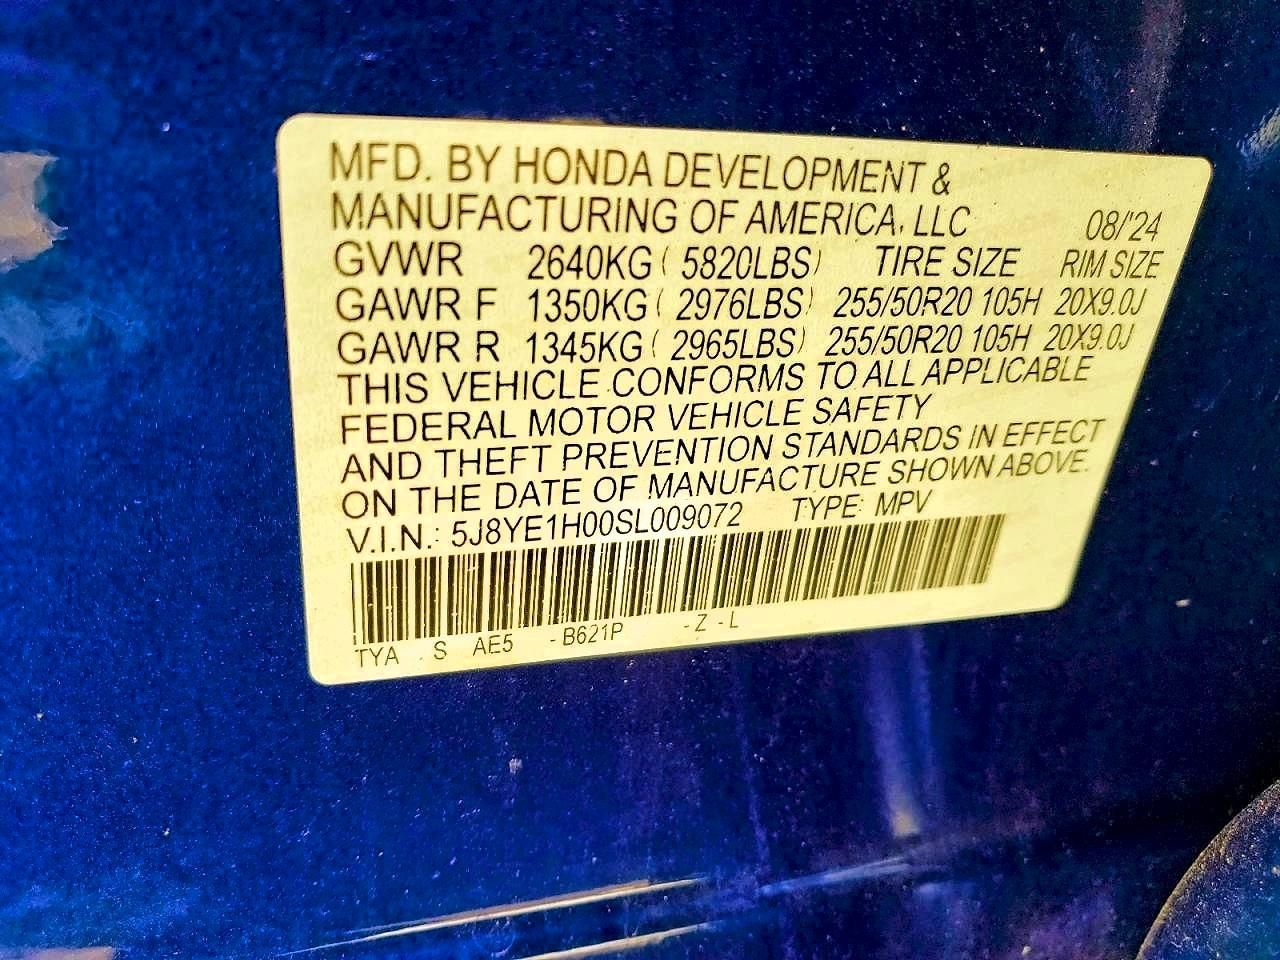 MFD. BY HONDA DEVELOPMENT &
MANUFACTURING OF AMERICA, LLC 08/'24
GVWR 2640KG ( 5820LBS) TIRE SIZE RIM SIZE
GAWR F 1350KG ( 2976LBS) 255/50R20 105H 20X9.0J
GAWR R 1345KG ( 2965LBS) 255/50R20 105H 20X9.0J
THIS VEHICLE CONFORMS TO ALL APPLICABLE
FEDERAL MOTOR VEHICLE SAFETY
AND THEFT PREVENTION STANDARDS IN EFFECT
ON THE DATE OF MANUFACTURE SHOWN ABOVE.
V.I.N.: 5J8YE1H00SL009072 TYPE: MPV
TYA S AE5 -B621P -Z-L